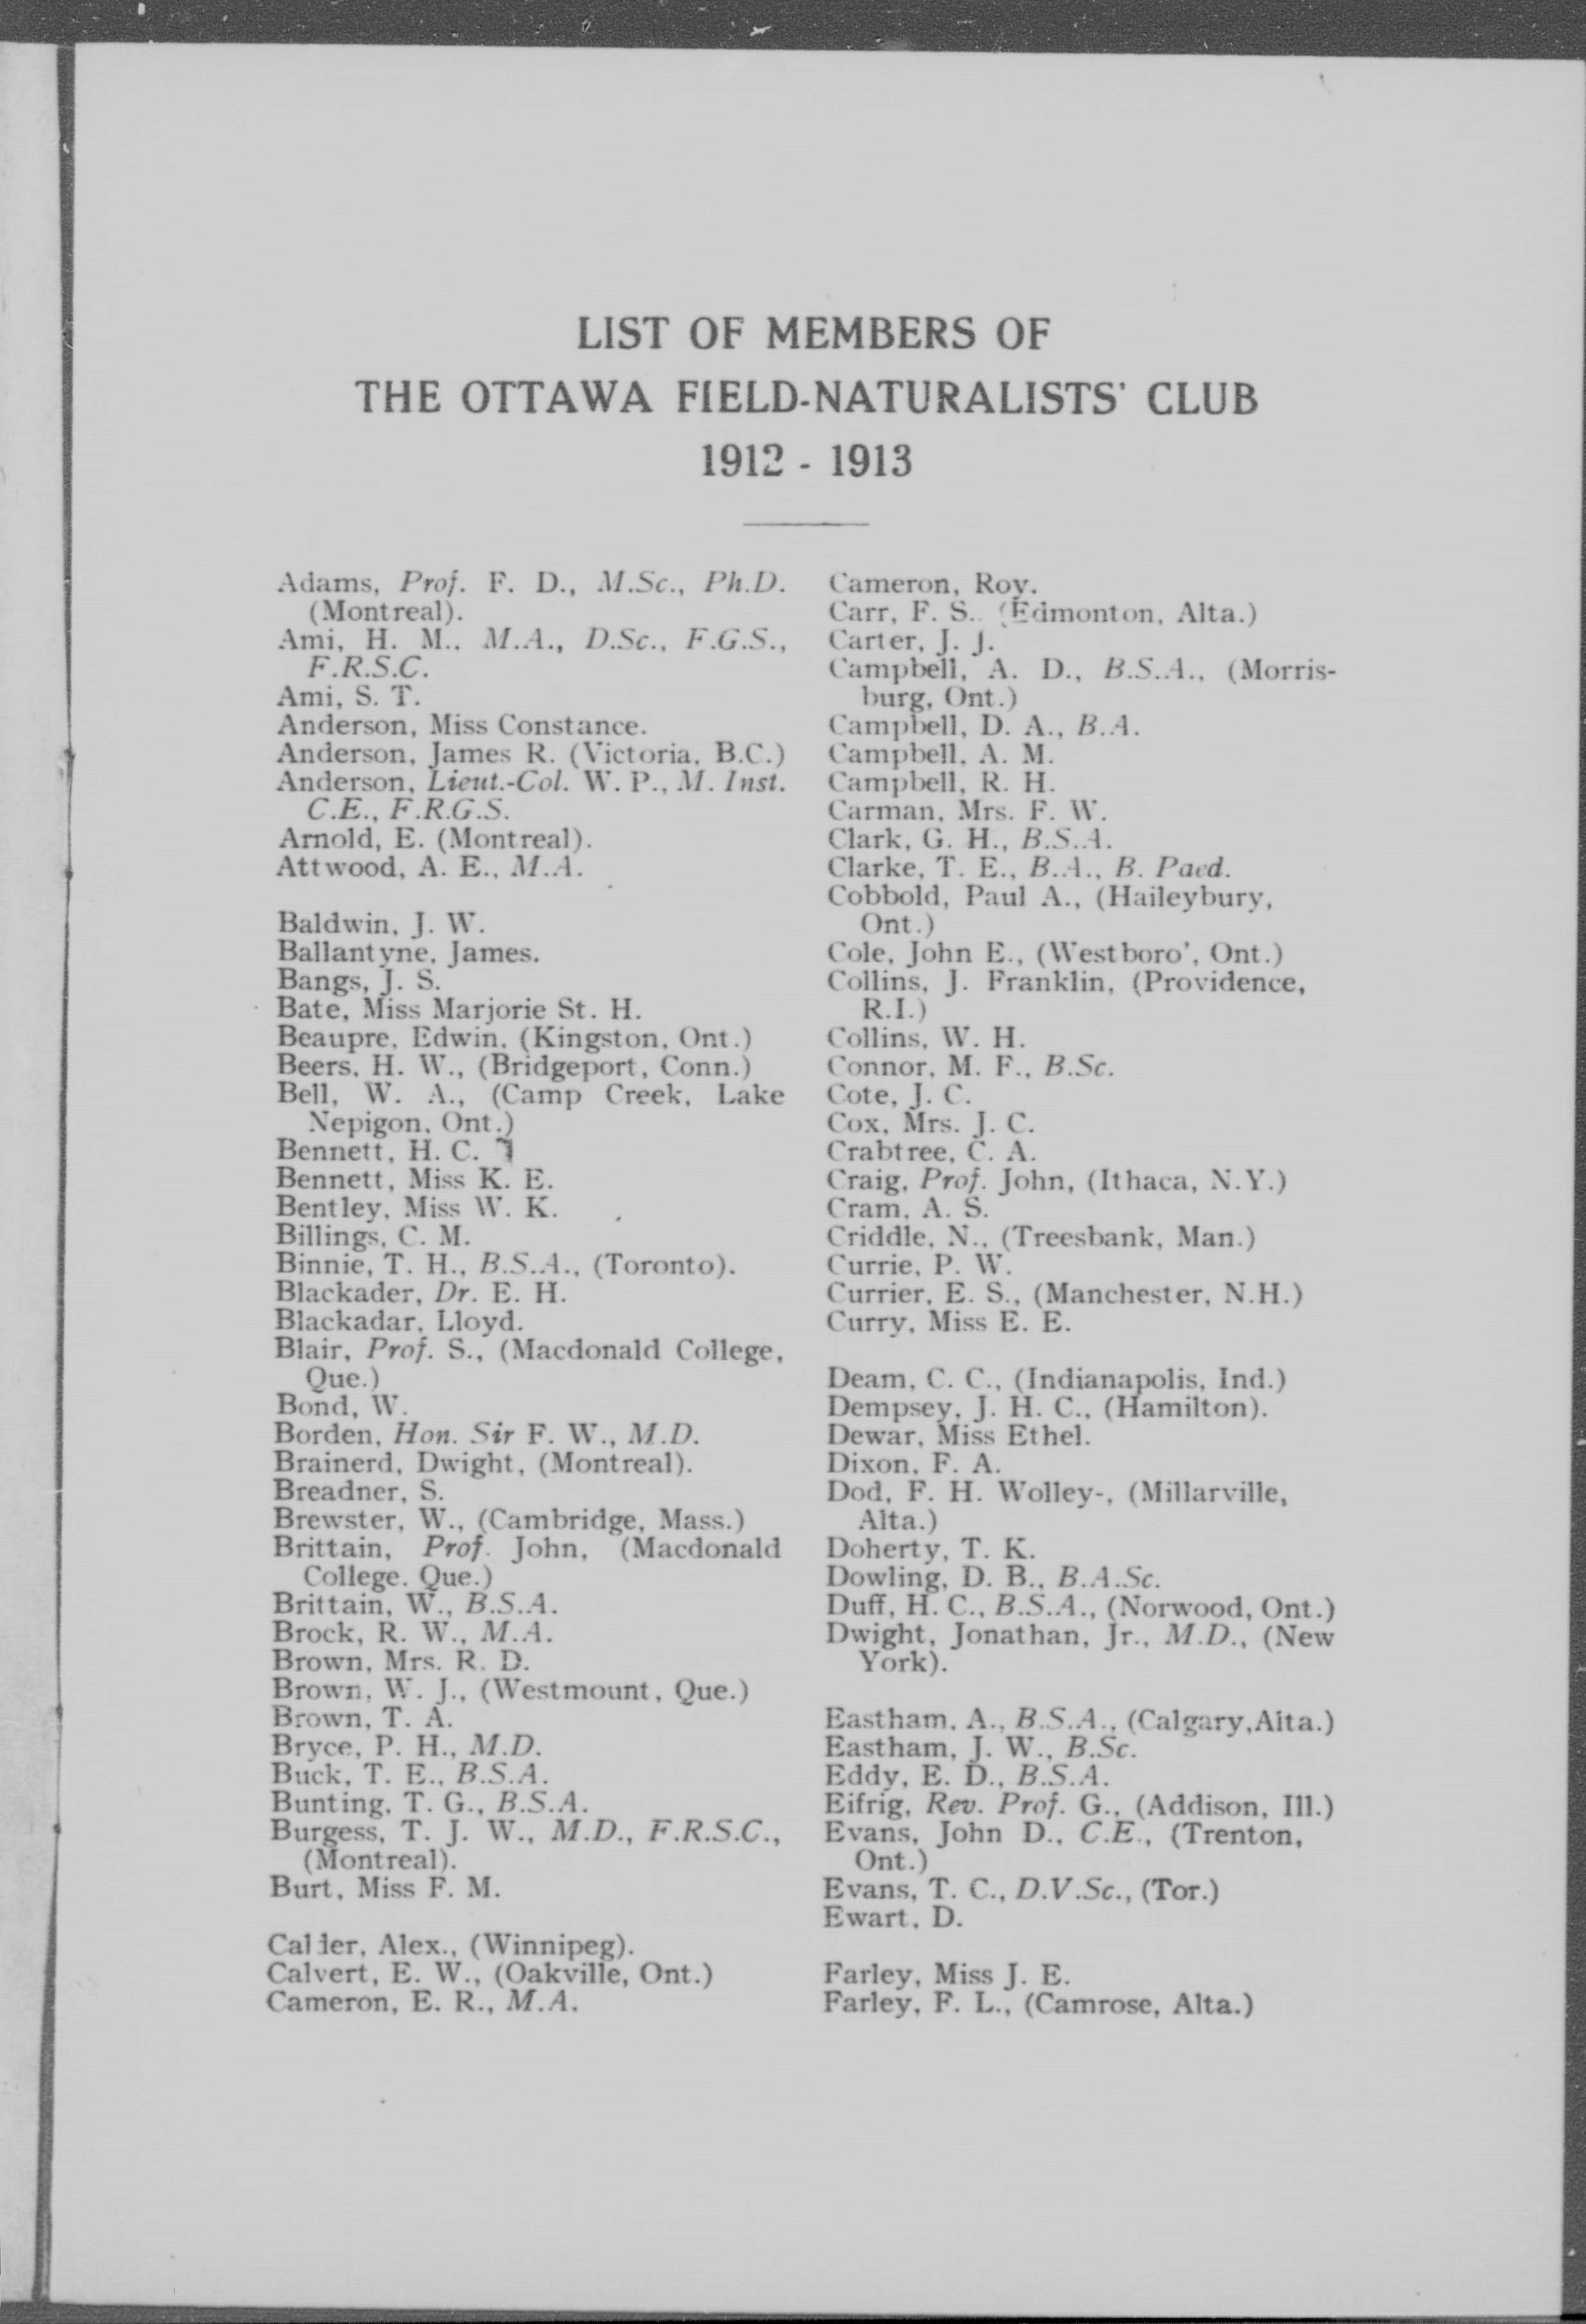 LIST OF MEMBERS OF
THE OTTAWA FIELD-NATURALISTS' CLUB
1912 - 1913
Adams, Prof. F. D., M.Sc., Ph.D.
(Montreal).
Ami, H. M., M.A., D.Sc., F.G.S.,
F.R.S.C.
Ami, S. T.
Anderson, Miss Constance.
Anderson, James R. (Victoria, B.C.)
Anderson, Lieut.-Col. W. P., M. Inst.
C.E., F.R.G.S.
Arnold, E. (Montreal).
Attwood, A. E., M.A.
Baldwin, J. W.
Ballantyne, James.
Bangs, J. S.
Bate, Miss Marjorie St. H.
Beaupre, Edwin, (Kingston, Ont.)
Beers, H. W., (Bridgeport, Conn.)
Bell, W. A., (Camp Creek, Lake
Nepigon, Ont.)
Bennett, H. C.
Bennett, Miss K. E.
Bentley, Miss W. K.
Billings, C. M.
Binnie, T. H., B.S.A., (Toronto).
Blackader, Dr. E. H.
Blackadar, Lloyd.
Blair, Prof. S., (Macdonald College,
Que.)
Bond, W.
Borden, Hon. Sir F. W., M.D.
Brainerd, Dwight, (Montreal).
Breadner, S.
Brewster, W., (Cambridge, Mass.)
Brittain, Prof. John, (Macdonald
College. Que.)
Brittain, W., B.S.A.
Brock, R. W., M.A.
Brown, Mrs. R. D.
Brown, W. J., (Westmount, Que.)
Brown, T. A.
Bryce, P. H., M.D.
Buck, T. E., B.S.A.
Bunting, T. G., B.S.A.
Burgess, T. J. W., M.D., F.R.S.C.,
(Montreal).
Burt, Miss F. M.
Calder, Alex., (Winnipeg).
Calvert, E. W., (Oakville, Ont.)
Cameron, E. R., M.A.
Cameron, Roy.
Carr, F. S.. (Edmonton, Alta.)
Carter, J. J.
Campbell, A. D., B.S.A., (Morris-
burg, Ont.)
Campbell, D. A., B.A.
Campbell, A. M.
Campbell, R. H.
Carman, Mrs. F. W.
Clark, G. H., B.S.A.
Clarke, T. E., B.A., B. Paed.
Cobbold, Paul A., (Haileybury,
Ont.)
Cole, John E., (Westboro', Ont.)
Collins, J. Franklin, (Providence,
R.I.)
Collins, W. H.
Connor, M. F., B.Sc.
Cote, J. C.
Cox, Mrs. J. C.
Crabtree, C. A.
Craig, Prof. John, (Ithaca, N.Y.)
Cram, A. S.
Criddle, N., (Treesbank, Man.)
Currie, P. W.
Currier, E. S., (Manchester, N.H.)
Curry, Miss E. E.
Deam, C. C., (Indianapolis, Ind.)
Dempsey, J. H. C., (Hamilton).
Dewar, Miss Ethel.
Dixon, F. A.
Dod, F. H. Wolley-, (Millarville,
Alta.)
Doherty, T. K.
Dowling, D. B., B.A.Sc.
Duff, H. C., B.S.A., (Norwood, Ont.)
Dwight, Jonathan, Jr., M.D., (New
York).
Eastham, A., B.S.A., (Calgary,Alta.)
Eastham, J. W., B.Sc.
Eddy, E. D., B.S.A.
Eifrig, Rev. Prof. G., (Addison, Ill.)
Evans, John D., C.E., (Trenton,
Ont.)
Evans, T. C., D.V.Sc., (Tor.)
Ewart, D.
Farley, Miss J. E.
Farley, F. L., (Camrose, Alta.)